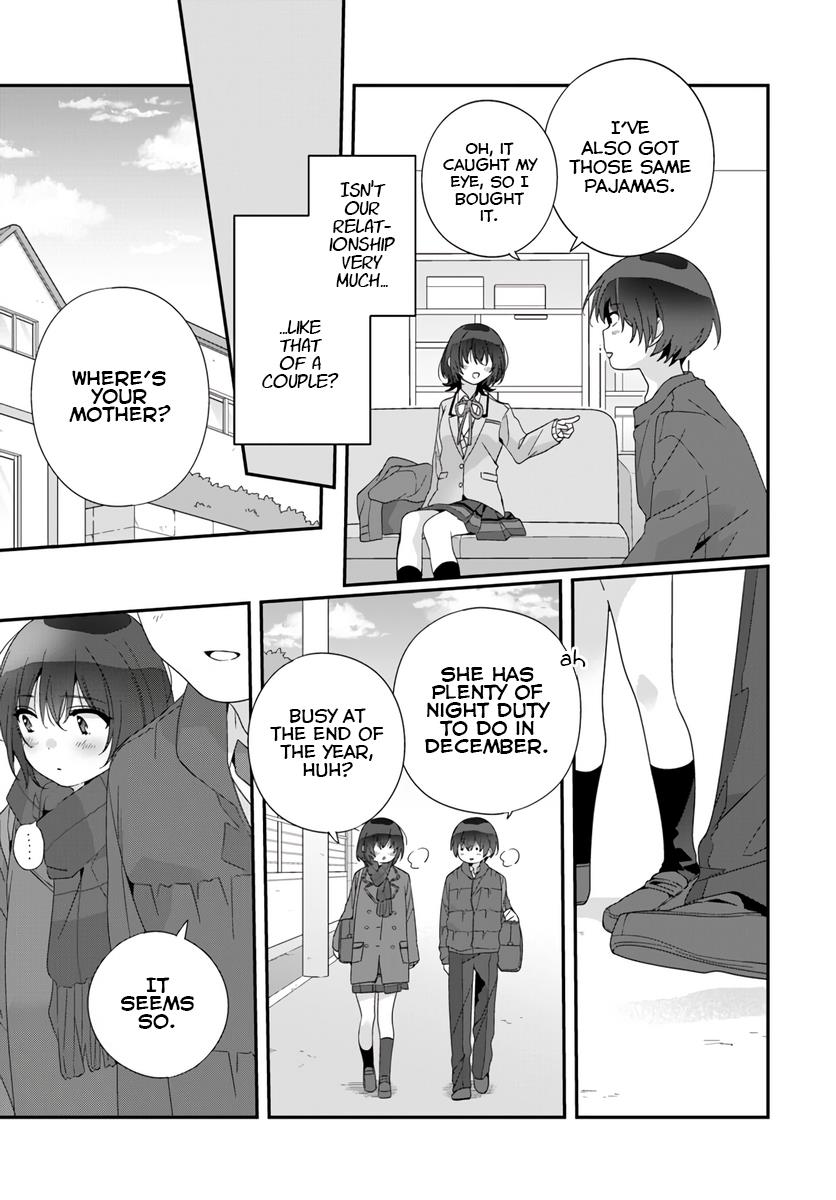 I'VE
ALSO GOT
THOSE SAME
PAJAMAS.
OH, IT
CAUGHT MY
EYE, SO I
BOUGHT
IT.
ISN'T
OUR
RELAT-
IONSHIP
VERY
MUCH...
...LIKE
THAT
OF A
COUPLE?
WHERE'S
YOUR
MOTHER?
ah
SHE HAS
PLENTY OF
NIGHT DUTY
TO DO IN
DECEMBER.
BUSY AT
THE END OF
THE YEAR,
HUH?
IT
SEEMS
SO.
....